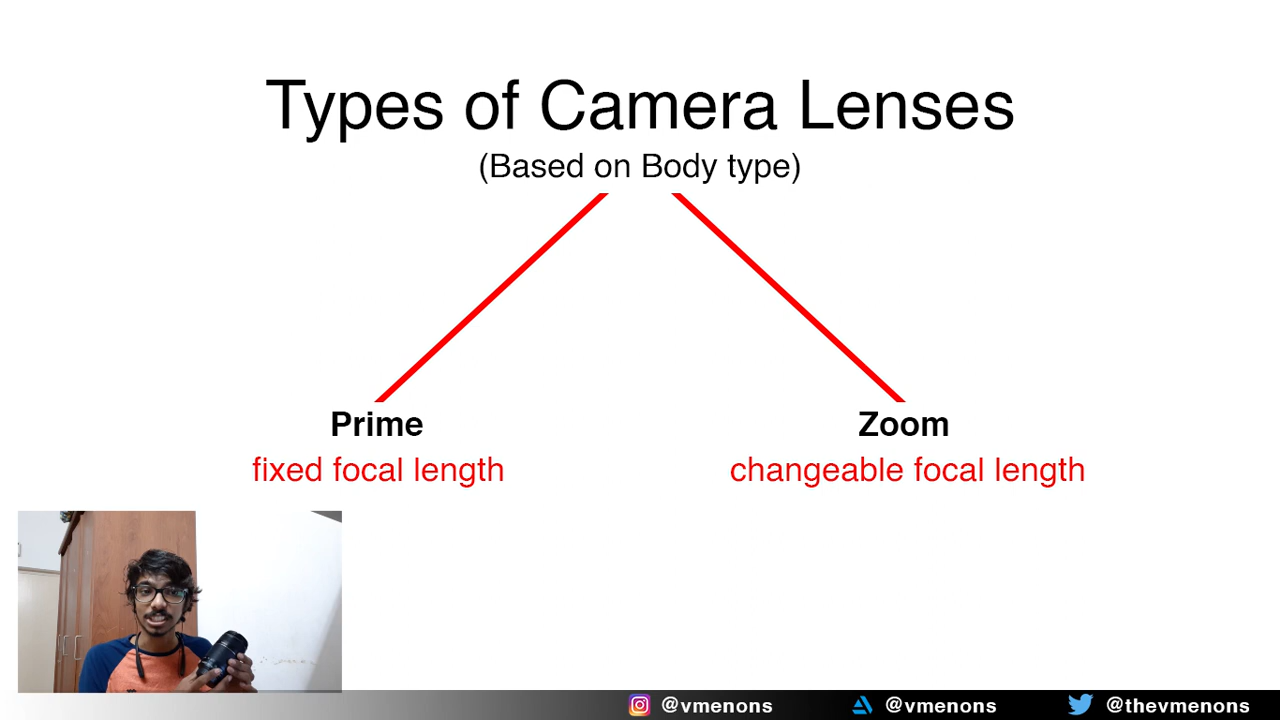 Types of Camera Lenses
(Based on Body type)
Prime
fixed focal length
Zoom
changeable focal length
@vmenons
@vmenons
@thevmenons